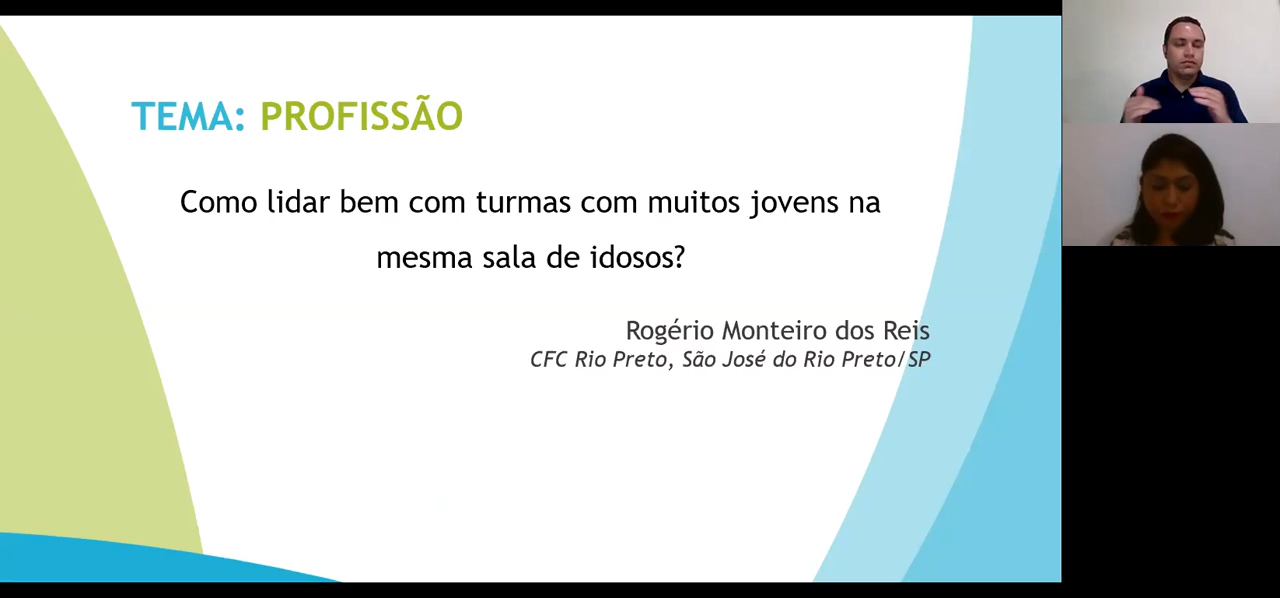 TEMA: PROFISSÃO
Como lidar bem com turmas com muitos jovens na
mesma sala de idosos?
Rogério Monteiro dos Reis
CFC Rio Preto, São José do Rio Preto/SP